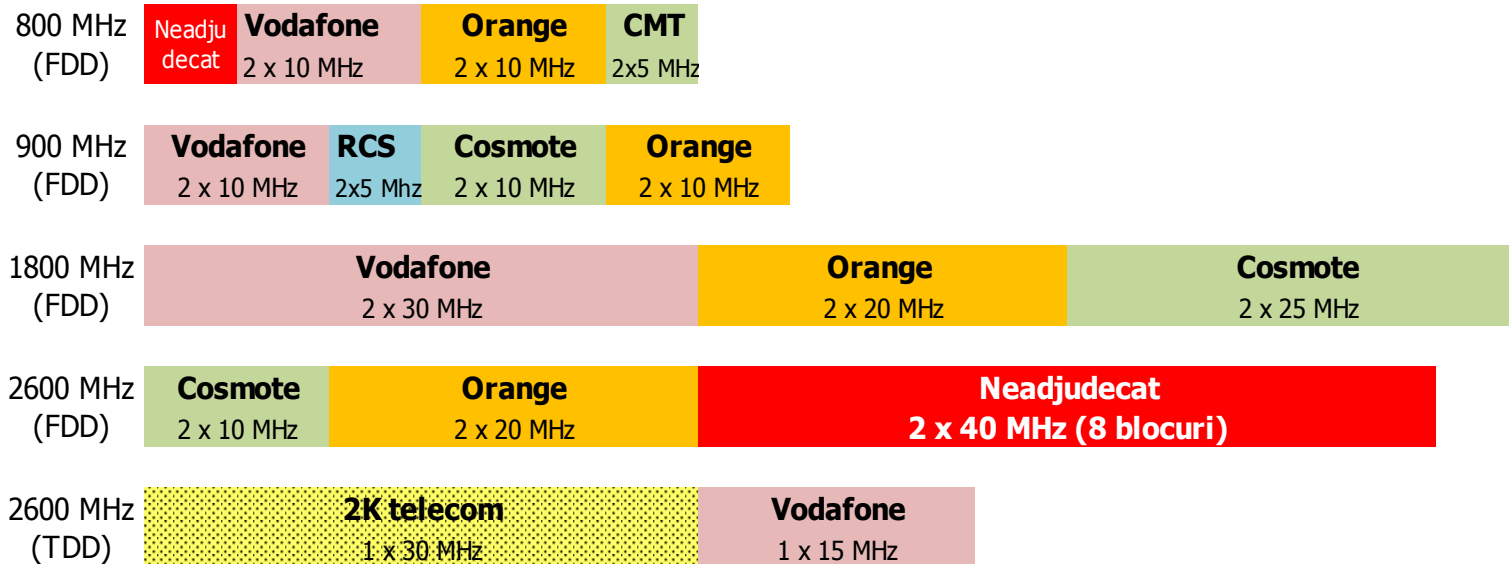 800 MHz
(FDD)
Neadju
decat
Vodafone
2 x 10 MHz
Orange
2 x 10 MHz
CMT
2x5 MHz
900 MHz
(FDD)
Vodafone
2 x 10 MHz
RCS
2x5 Mhz
Cosmote
2 x 10 MHz
Orange
2 x 10 MHz
1800 MHz
(FDD)
Vodafone
2 x 30 MHz
Orange
2 x 20 MHz
Cosmote
2 x 25 MHz
2600 MHz
(FDD)
Cosmote
2 x 10 MHz
Orange
2 x 20 MHz
Neadjudecat
2 x 40 MHz (8 blocuri)
2600 MHz
(TDD)
2K telecom
1 x 30 MHz
Vodafone
1 x 15 MHz